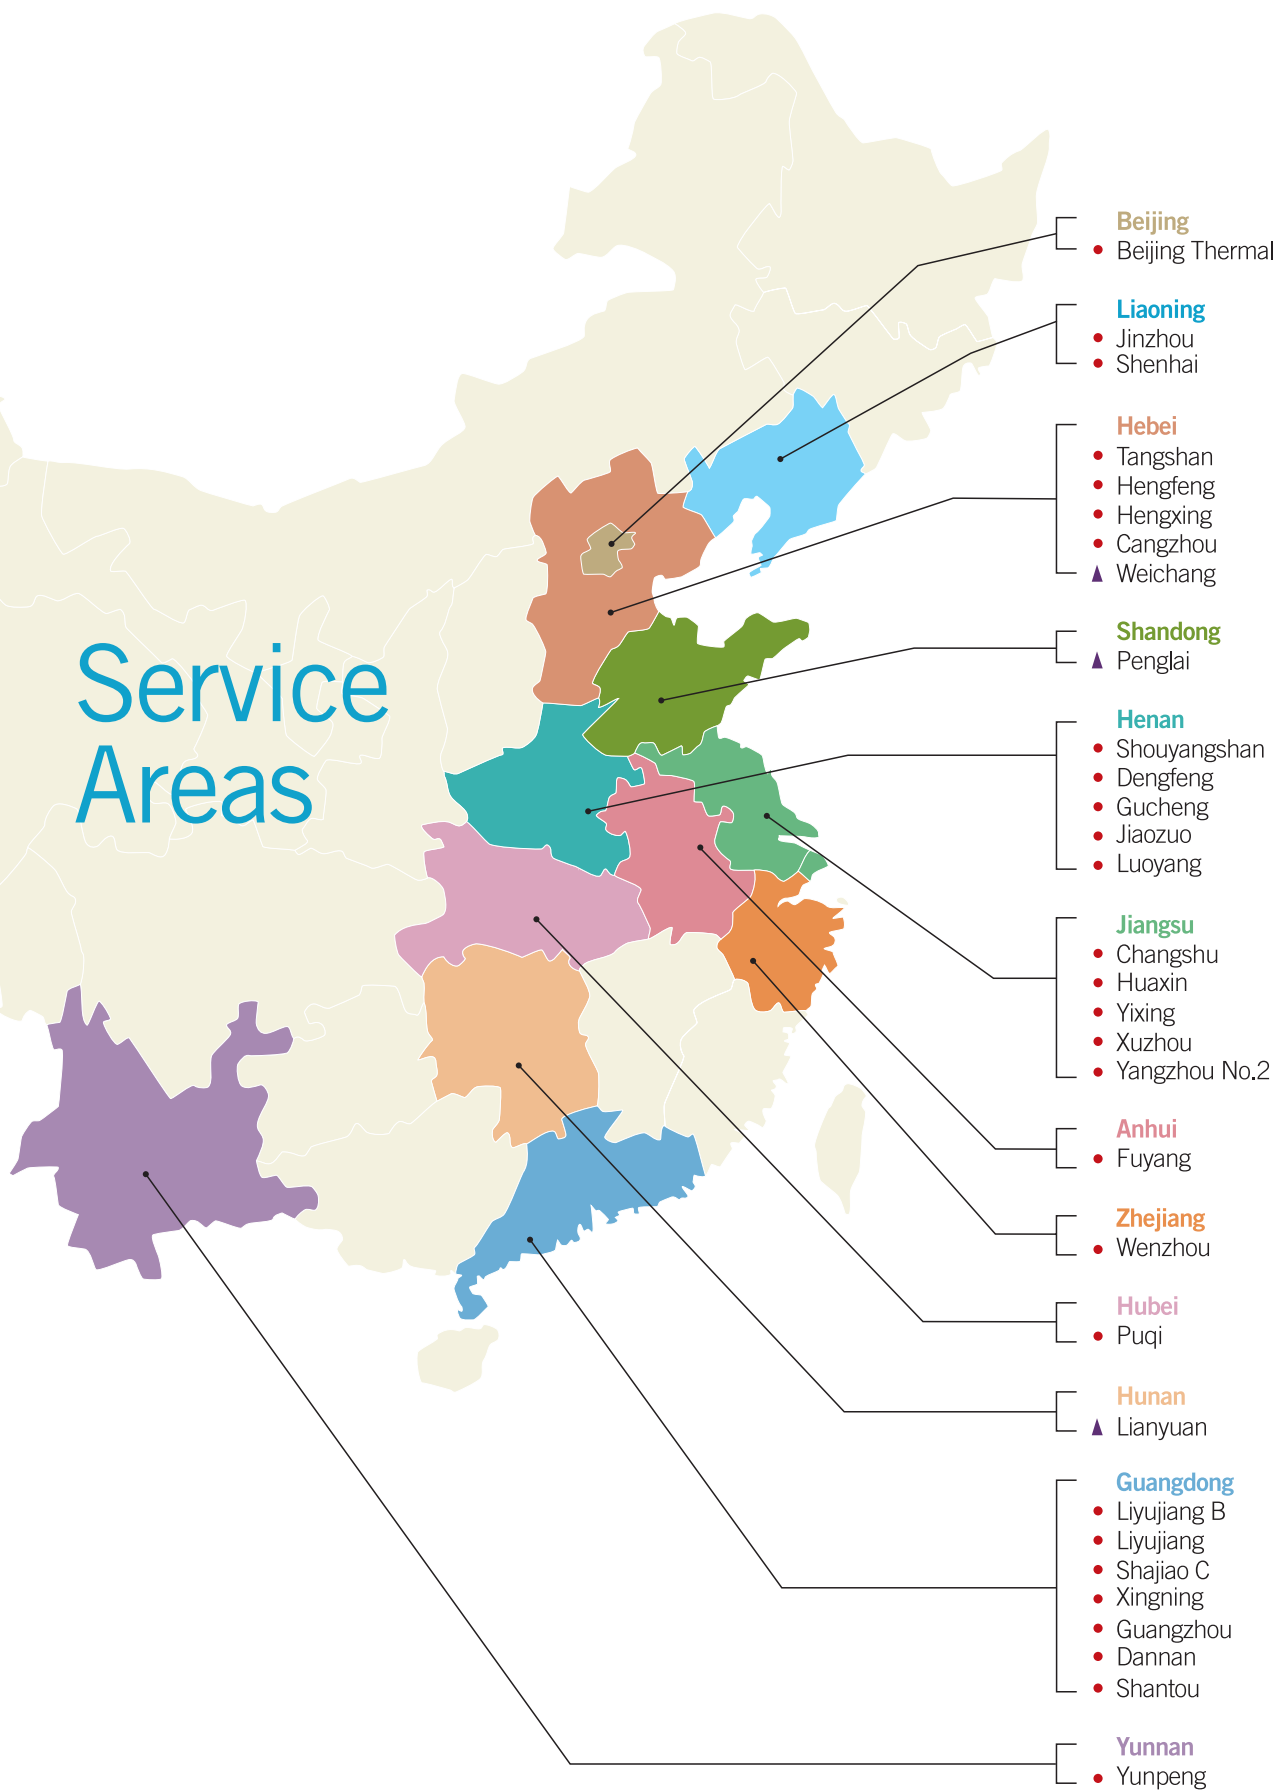 Service
Areas
Beijing
Beijing Thermal
Liaoning
Jinzhou
Shenhai
Hebei
Tangshan
Hengfeng
Hengxing
Cangzhou
Weichang
Shandong
Penglai
Henan
Shouyangshan
Dengfeng
Gucheng
Jiaozuo
Luoyang
Jiangsu
Changshu
Huaxin
Yixing
Xuzhou
Yangzhou No.2
Anhui
Fuyang
Zhejiang
Wenzhou
Hubei
Puqi
Hunan
Lianyuan
Guangdong
Liyujiang B
Liyujiang
Shajiao C
Xingning
Guangzhou
Dannan
Shantou
Yunnan
Yunpeng